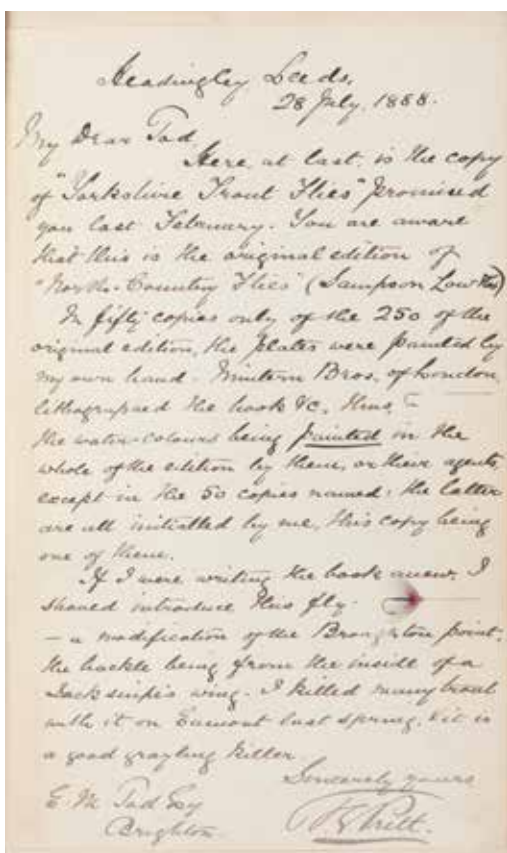 Headingley Leeds,
28 July, 1888.
My Dear Tod
Here, at last, is the copy
of "Yorkshire Trout Flies" promised
you last February. You are aware
that this is the original edition of
"North-Country Flies" (Sampson Low
In fifty copies only of the 250 of the
original edition, the plates were painted by
my own hand. Mintern Bros. of London,
lithographed the hook &c, thus,
the water-colours being painted in the
whole of the edition by them, or their agents,
except in the 50 copies named: the latter
are all initialled by me, this copy being
one of them.
If I were writing the book anew, I
should introduce this fly.
— a modification of the Broughton point,
the hackle being from the inside of a
Jack snipe's wing. I killed many trout
with it on Eamont last spring, & it is
a good grayling killer
Sincerely yours
E. M. Tod Esq
Brighton.
T E Pritt.